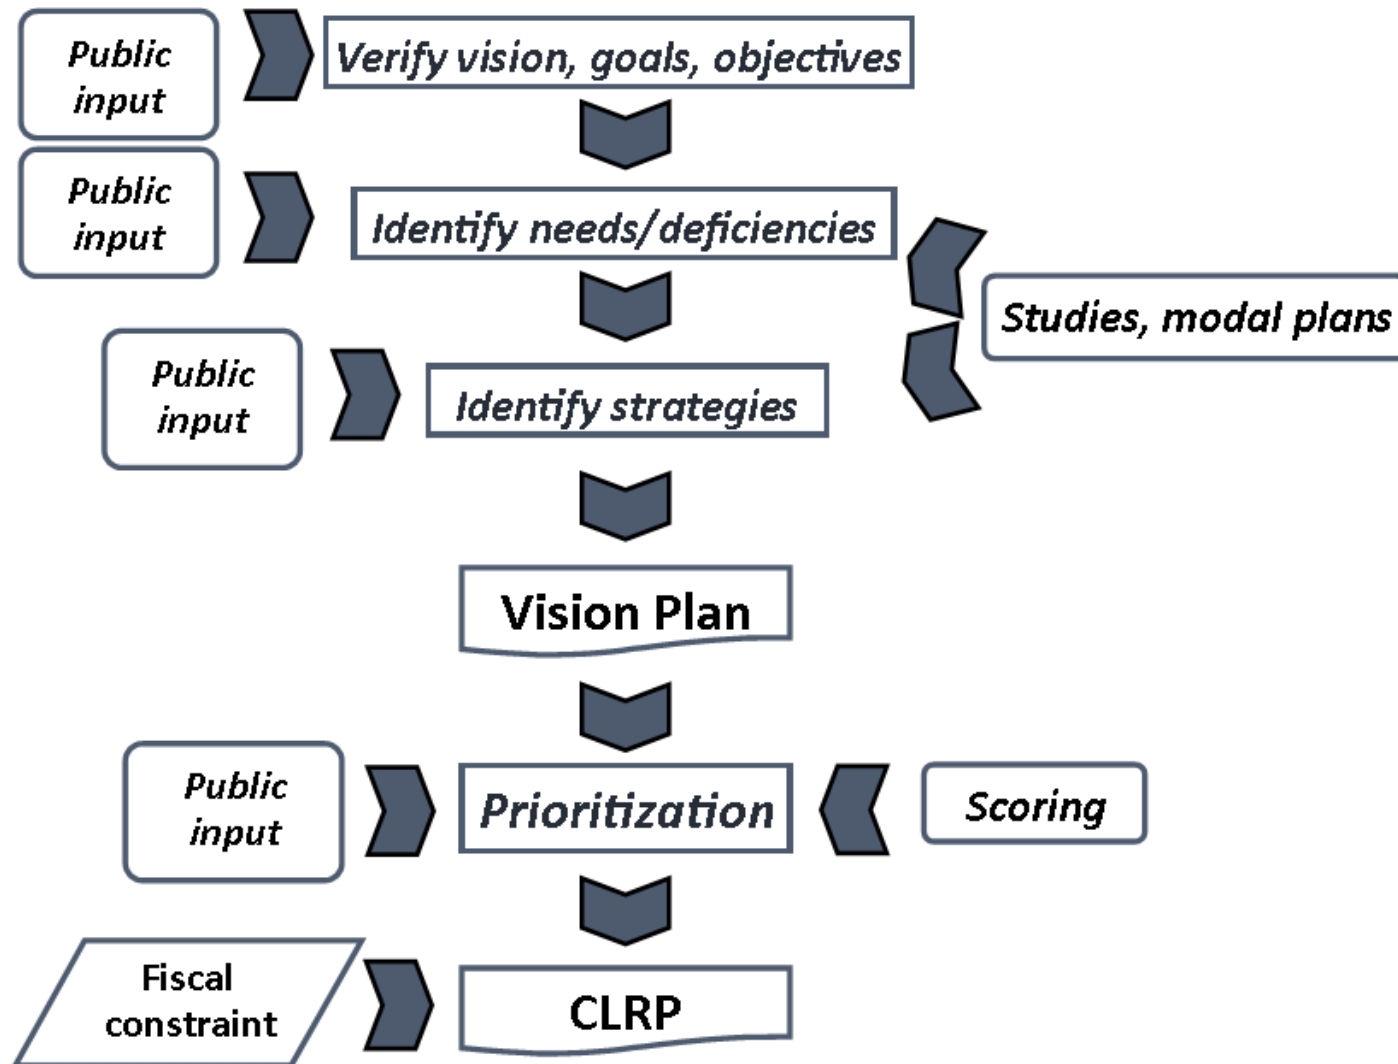 Public
input
Verify vision, goals, objectives
Public
input
Identify needs/deficiencies
Studies, modal plans
Public
input
Identify strategies
Vision Plan
Public
input
Prioritization
Scoring
Fiscal
constraint
CLRP